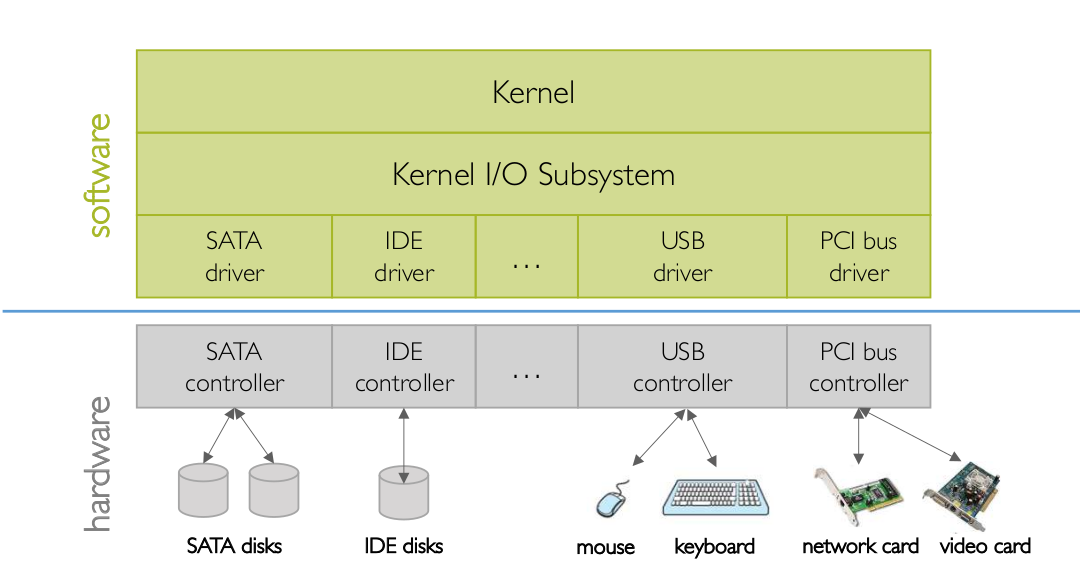 software
Kernel
Kernel I/O Subsystem
SATA
driver
IDE
driver
...
USB
driver
PCI bus
driver
hardware
SATA
controller
IDE
controller
...
USB
controller
PCI bus
controller
SATA disks
IDE disks
mouse
keyboard
network card
video card